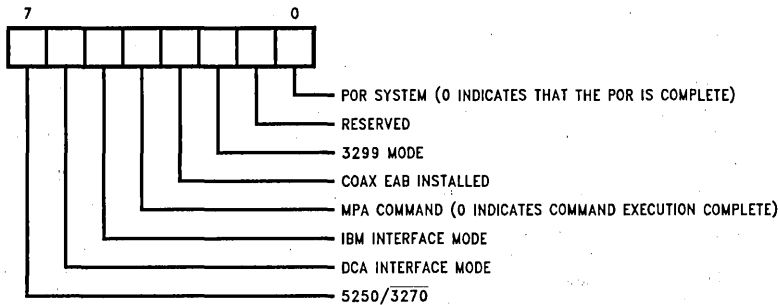 7 0
POR SYSTEM (0 INDICATES THAT THE POR IS COMPLETE)
RESERVED
3299 MODE
COAX EAB INSTALLED
MPA COMMAND (0 INDICATES COMMAND EXECUTION COMPLETE)
IBM INTERFACE MODE
DCA INTERFACE MODE
5250/3270